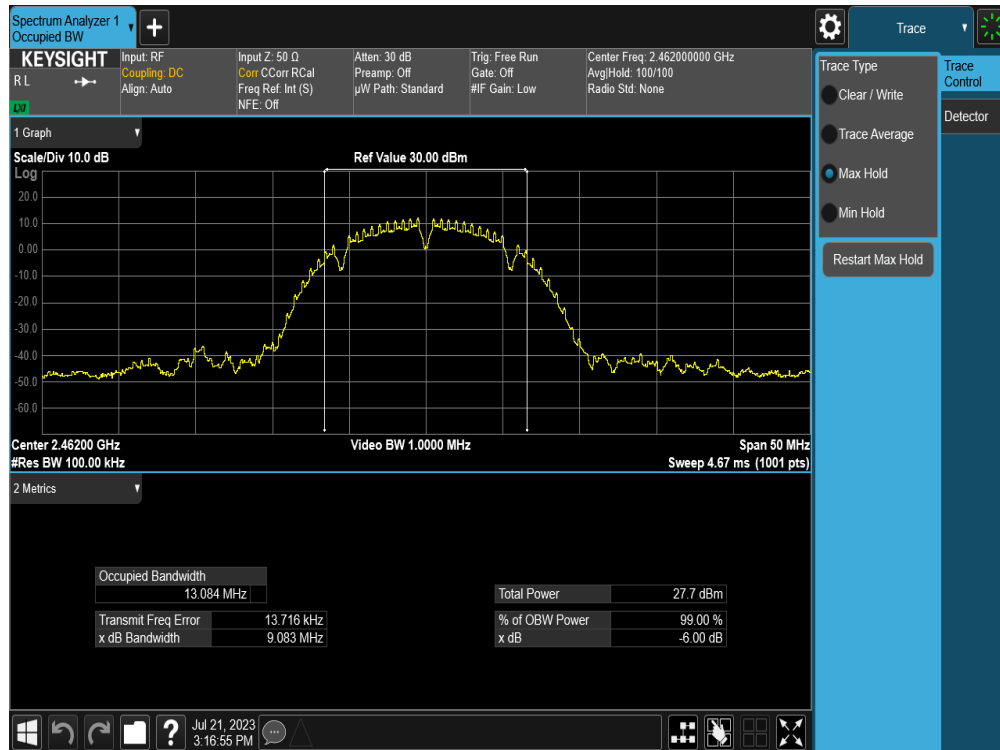 Spectrum Analyzer 1
Occupied BW
Trace
KEYSIGHT
R L
LXI
Input: RF
Coupling: DC
Align: Auto
Input Z: 50 Ω
Corr CCorr RCal
Freq Ref: Int (S)
NFE: Off
Atten: 30 dB
Preamp: Off
µW Path: Standard
Trig: Free Run
Gate: Off
#IF Gain: Low
Center Freq: 2.462000000 GHz
Avg|Hold: 100/100
Radio Std: None
Trace Type
Clear / Write
Trace Average
Max Hold
Min Hold
Restart Max Hold
Trace
Control
Detector
1 Graph
Scale/Div 10.0 dB
Ref Value 30.00 dBm
Log
20.0
10.0
0.00
-10.0
-20.0
-30.0
-40.0
-50.0
-60.0
Center 2.46200 GHz
Video BW 1.0000 MHz
Span 50 MHz
#Res BW 100.00 kHz
Sweep 4.67 ms (1001 pts)
2 Metrics
Occupied Bandwidth
13.084 MHz
Total Power 27.7 dBm
Transmit Freq Error 13.716 kHz
% of OBW Power 99.00 %
x dB Bandwidth 9.083 MHz
x dB -6.00 dB
Jul 21, 2023
3:16:55 PM